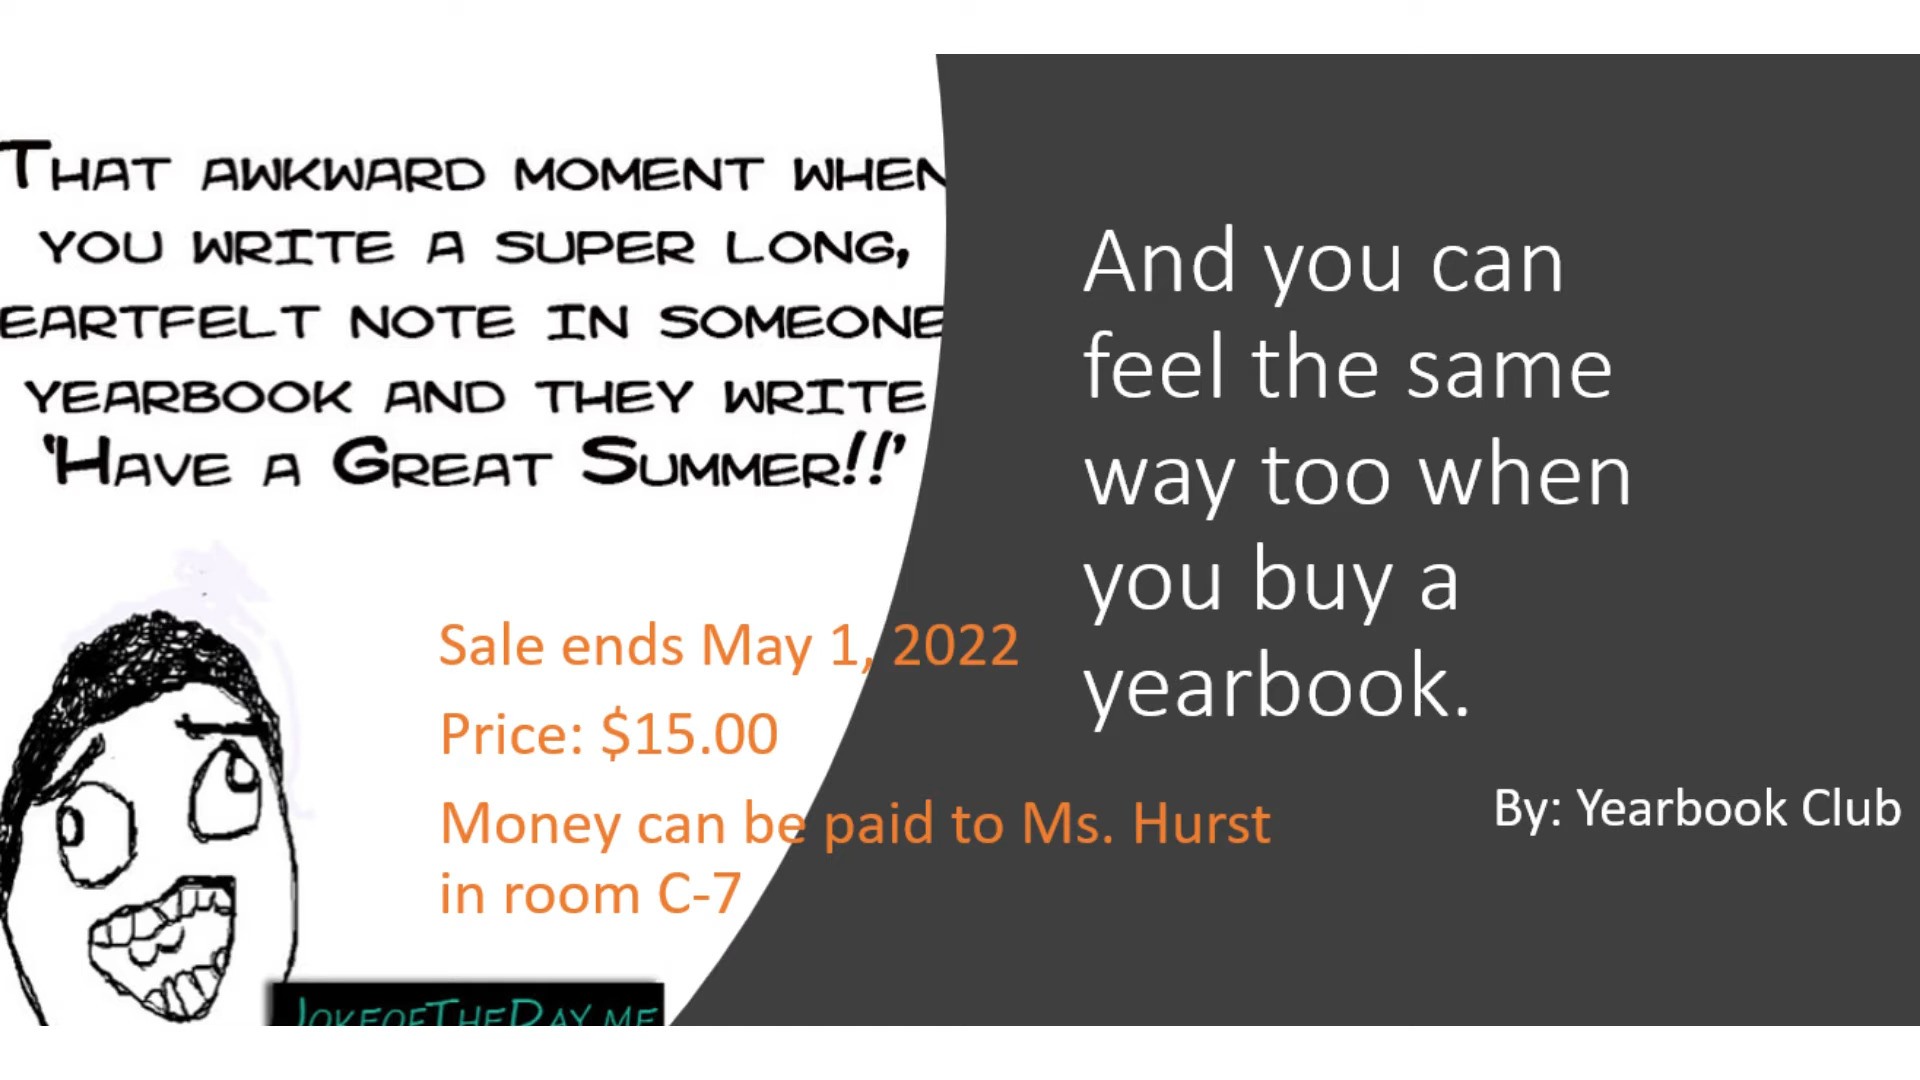 THAT AWKWARD MOMENT WHEN
YOU WRITE A SUPER LONG,
EARTFELT NOTE IN SOMEONE
YEARBOOK AND THEY WRITE
'HAVE A GREAT SUMMER!!'
Sale ends May 1, 2022
Price: $15.00
Money can be paid to Ms. Hurst
in room C-7
JOKEOFTHEDAY.ME
And you can
feel the same
way too when
you buy a
yearbook.
By: Yearbook Club